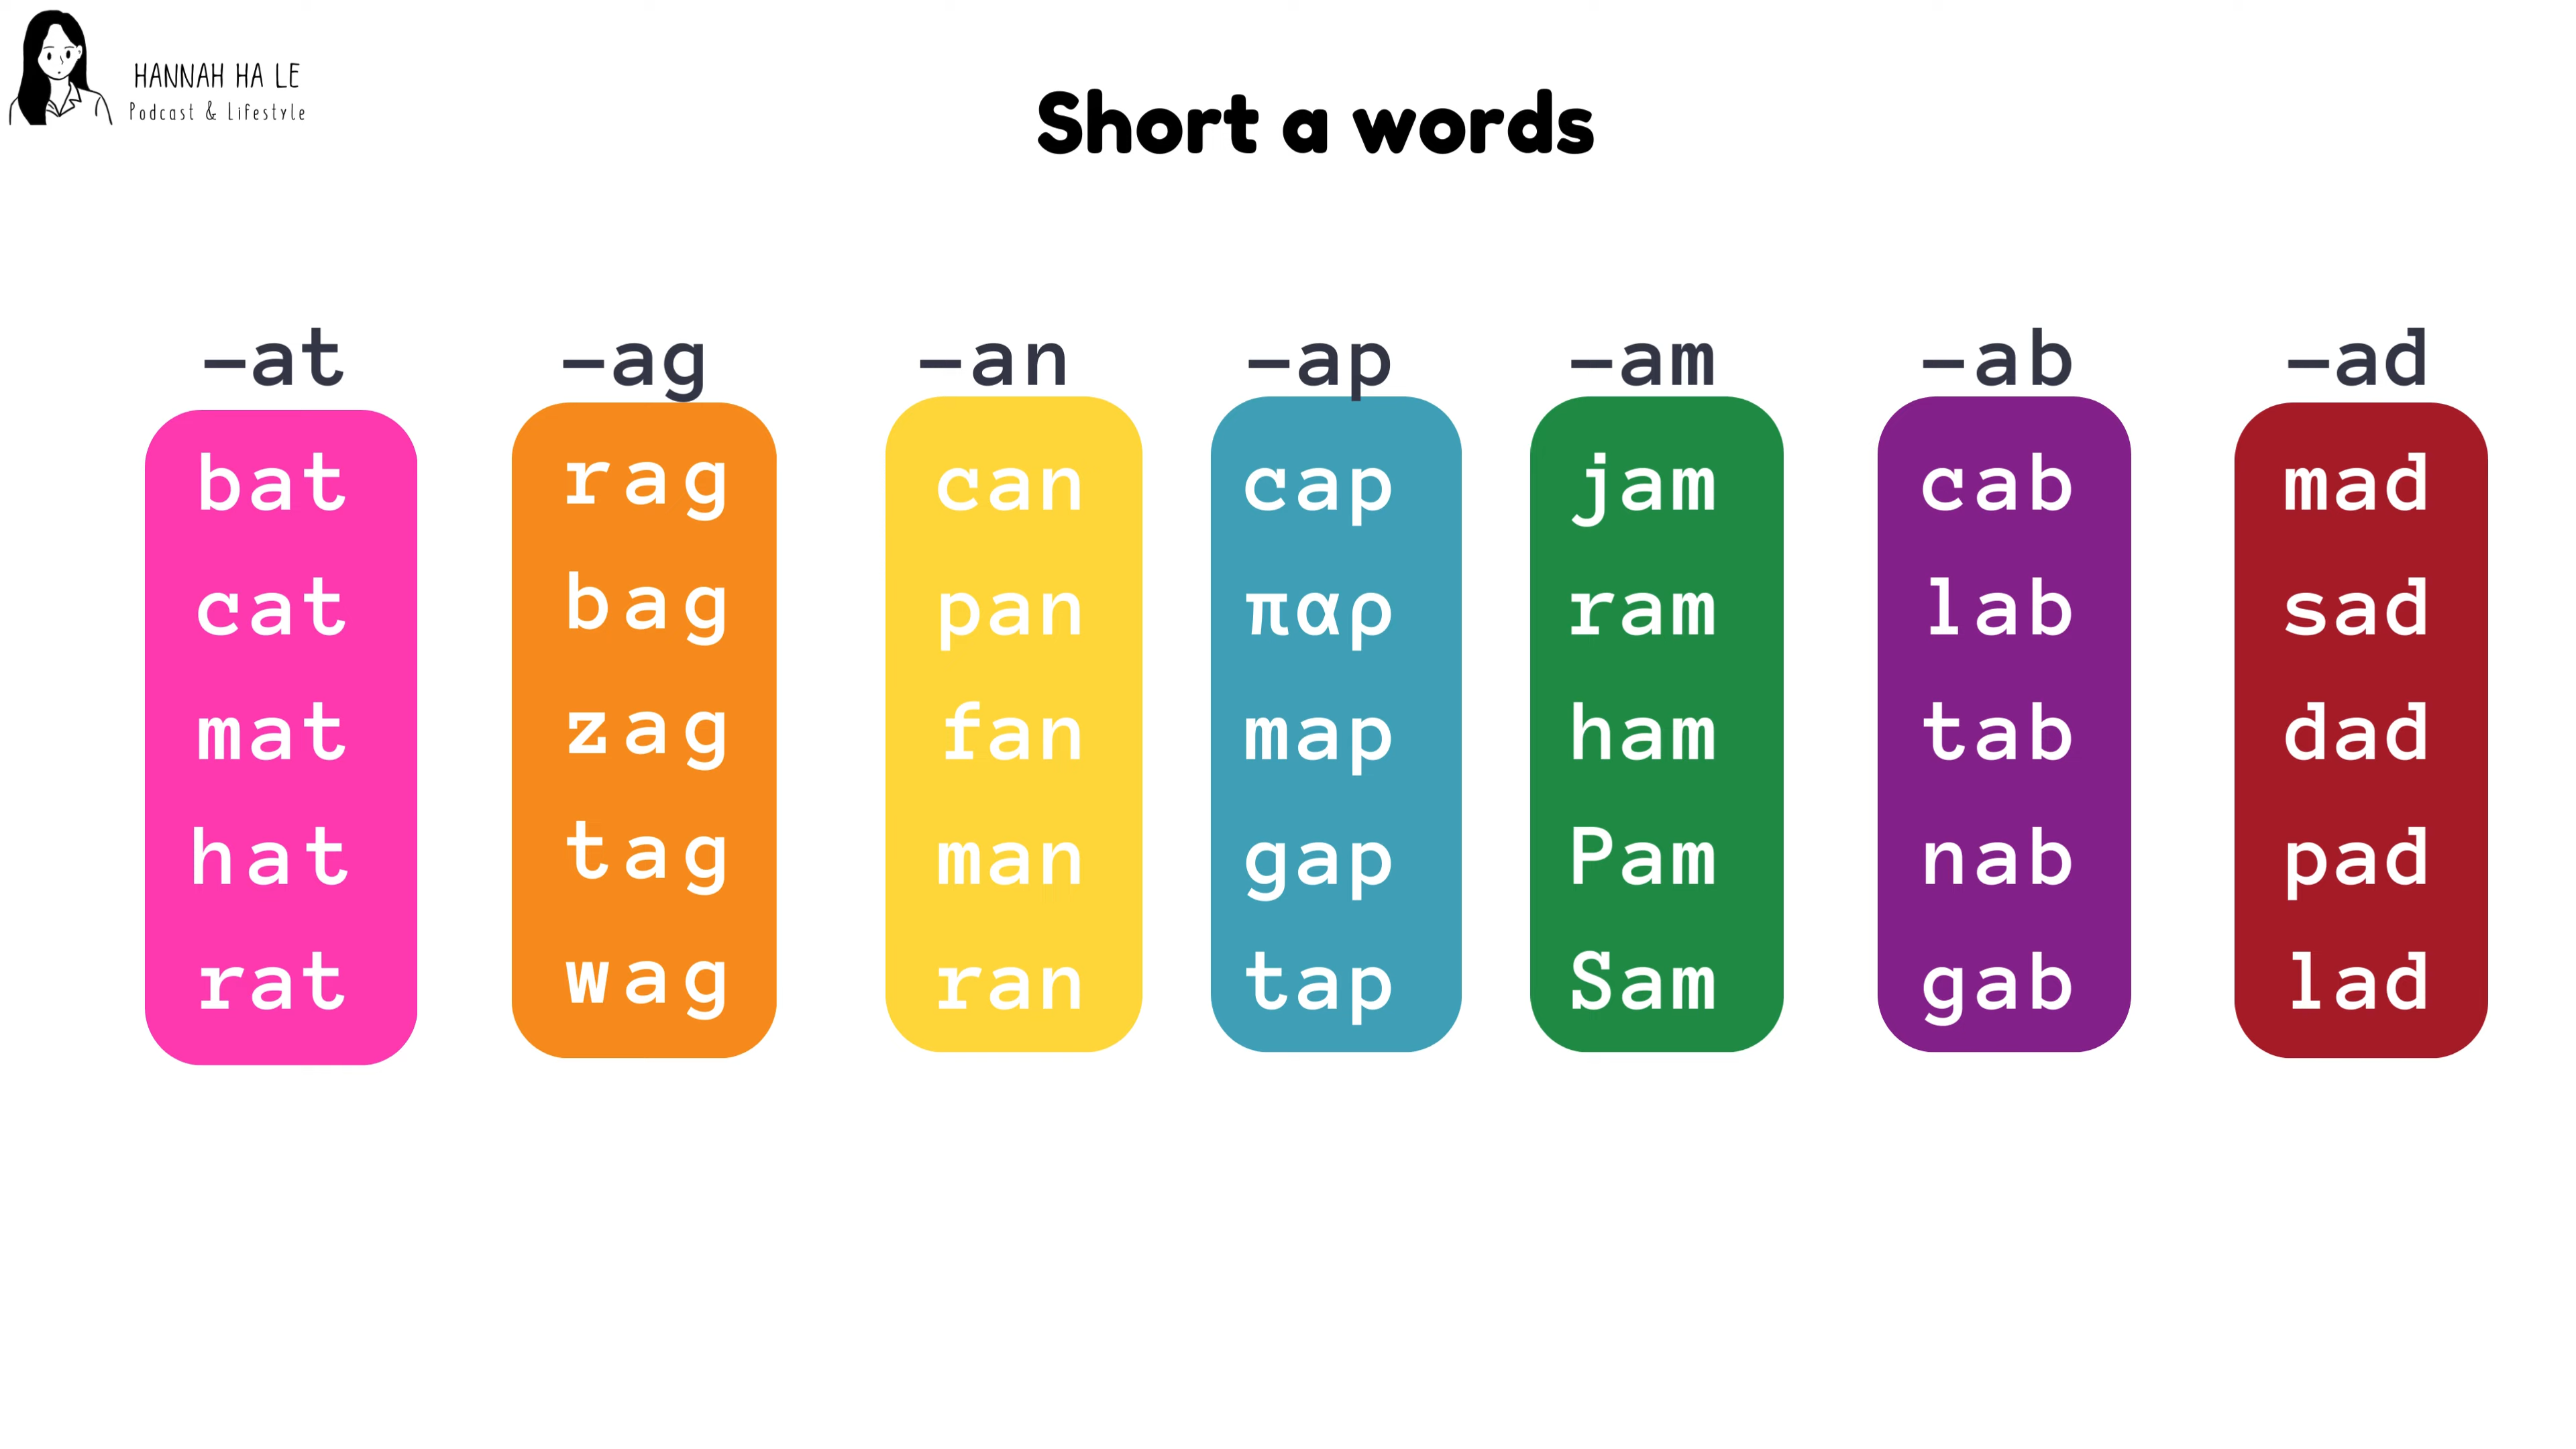 HANNAH HA LE
Podcast & Lifestyle
Short a words
–at
bat
cat
mat
hat
rat
–ag
rag
bag
zag
tag
wag
–an
can
pan
fan
man
ran
–ap
cap
παρ
map
gap
tap
–am
jam
ram
ham
Pam
Sam
–ab
cab
lab
tab
nab
gab
–ad
mad
sad
dad
pad
lad